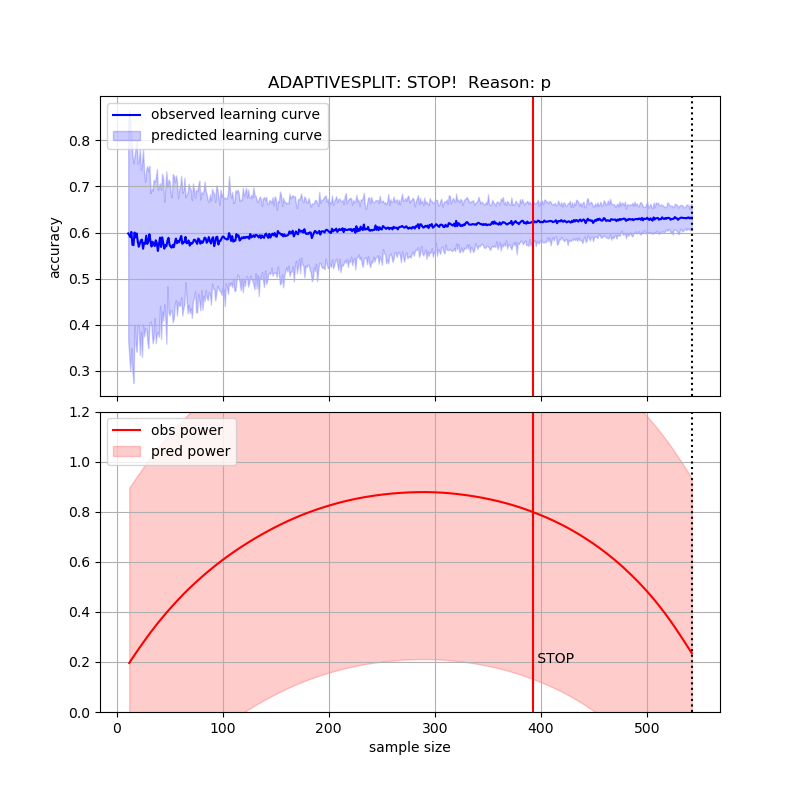 ADAPTIVESPLIT: STOP!  Reason: p
observed learning curve
predicted learning curve
0.8
0.7
0.6
0.5
0.4
0.3
accuracy
1.2
1.0
0.8
0.6
0.4
0.2
0.0
obs power
pred power
STOP
0 100 200 300 400 500
sample size